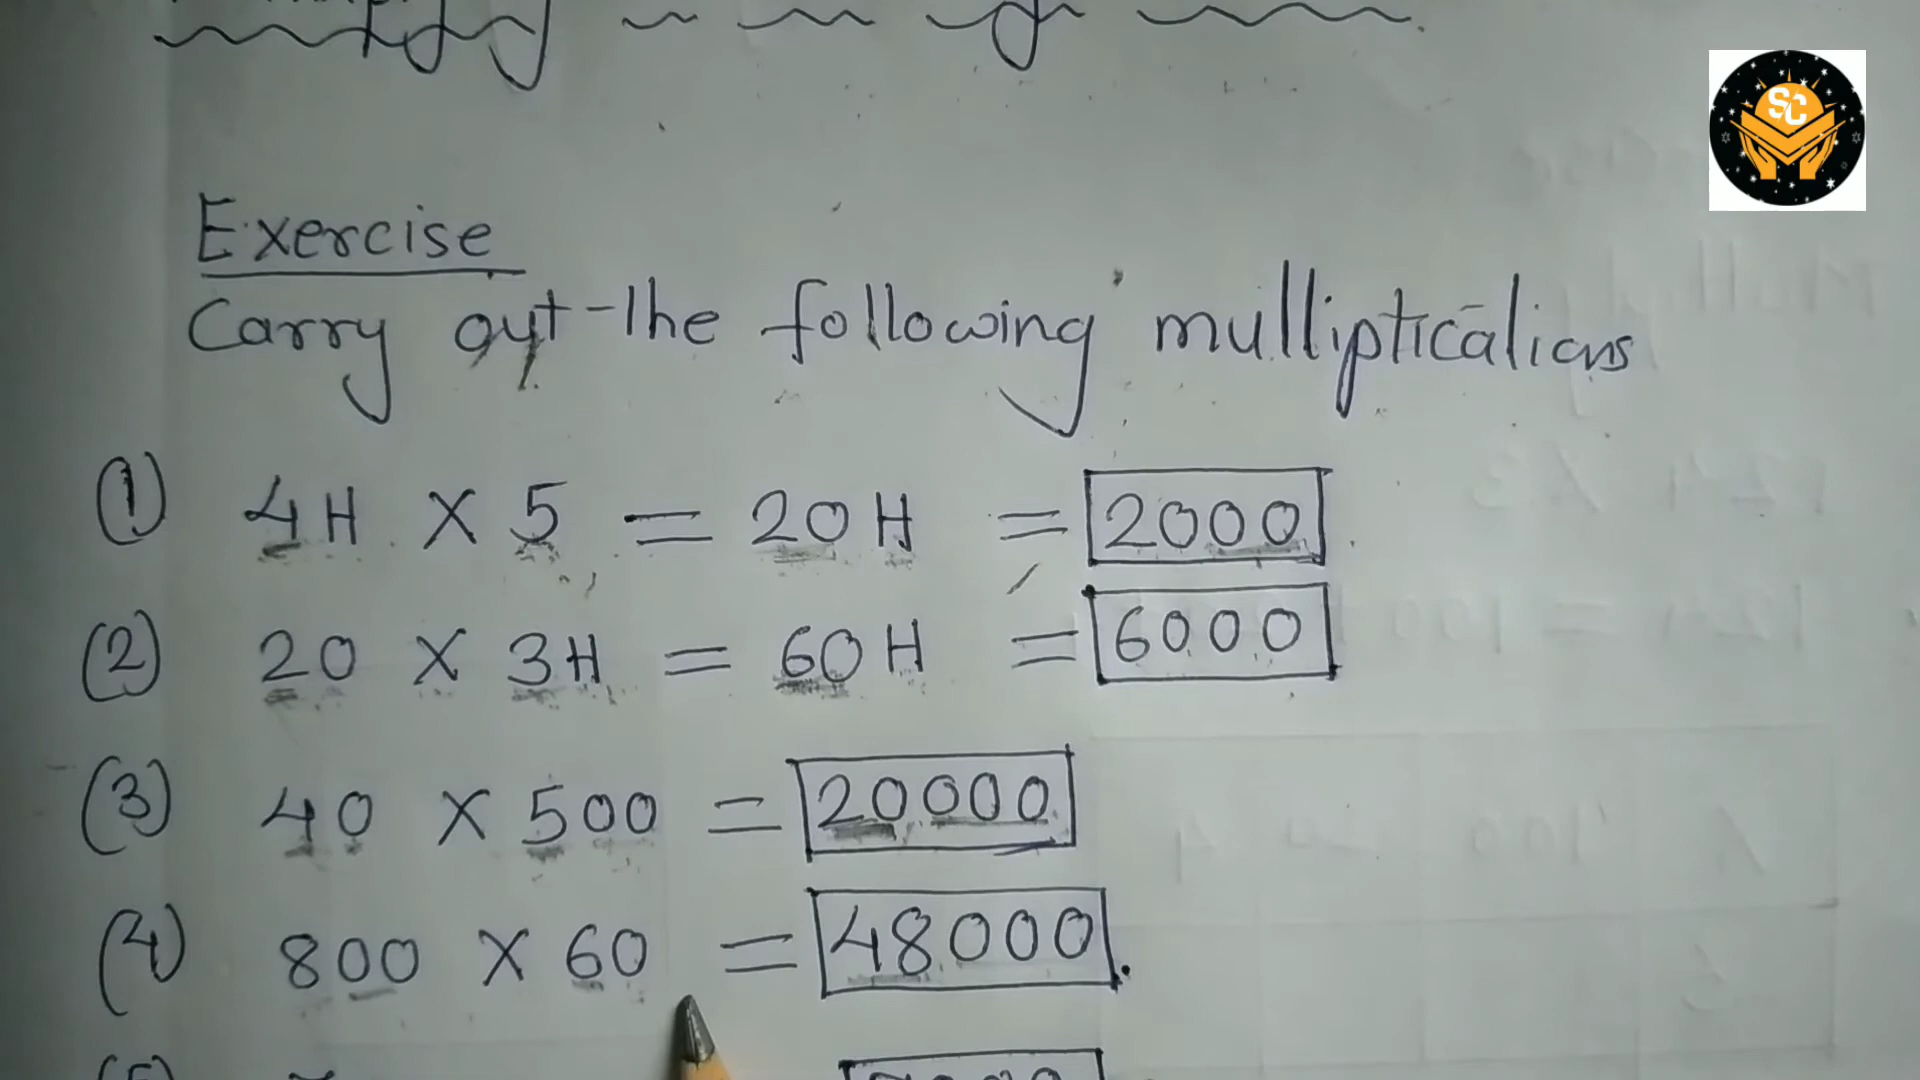 SC
Exercise
Carry out the following mulliptications
(1) 4H X 5 = 20H = 2000
(2) 20 X 3H = 60H = 6000
(3) 40 X 500 = 20000
(4) 800 X 60 = 48000.